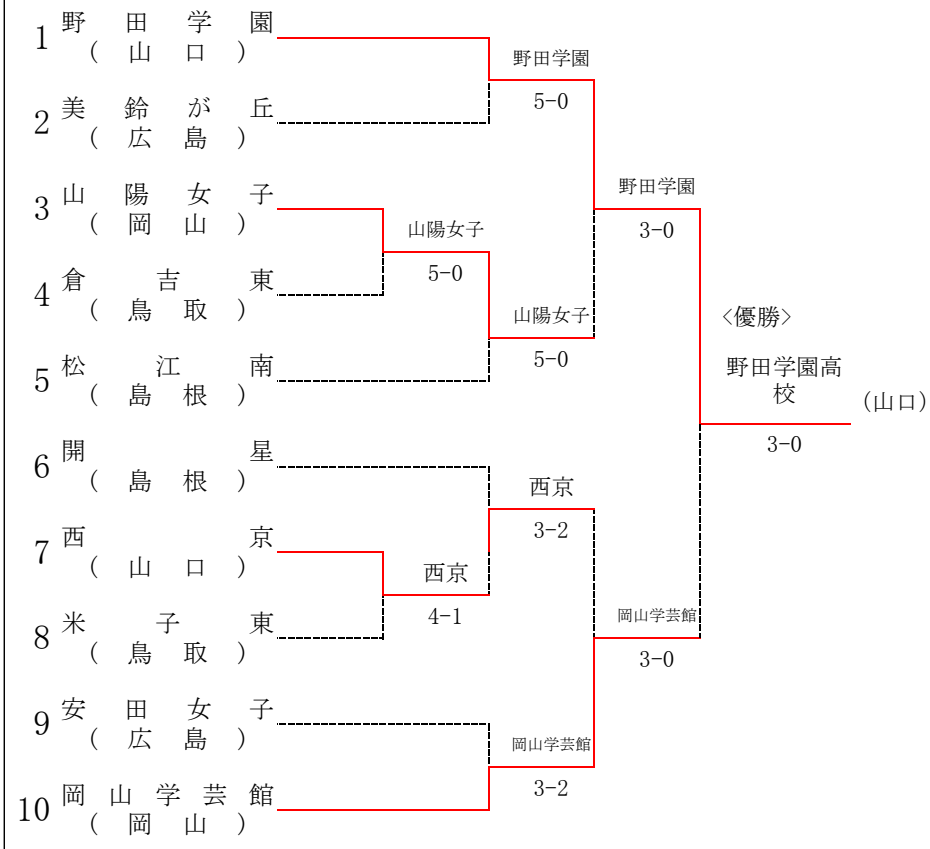 1 野田学園
(山口)
2 美鈴が丘
(広島)
3 山陽女子
(岡山)
4 倉吉東
(鳥取)
5 松江南
(島根)
6 開星
(島根)
7 西京
(山口)
8 米子東
(鳥取)
9 安田女子
(広島)
10 岡山学芸館
(岡山)
山陽女子
5-0
西京
4-1
野田学園
5-0
山陽女子
5-0
西京
3-2
岡山学芸館
3-2
野田学園
3-0
岡山学芸館
3-0
<優勝>
野田学園高
校
(山口)
3-0